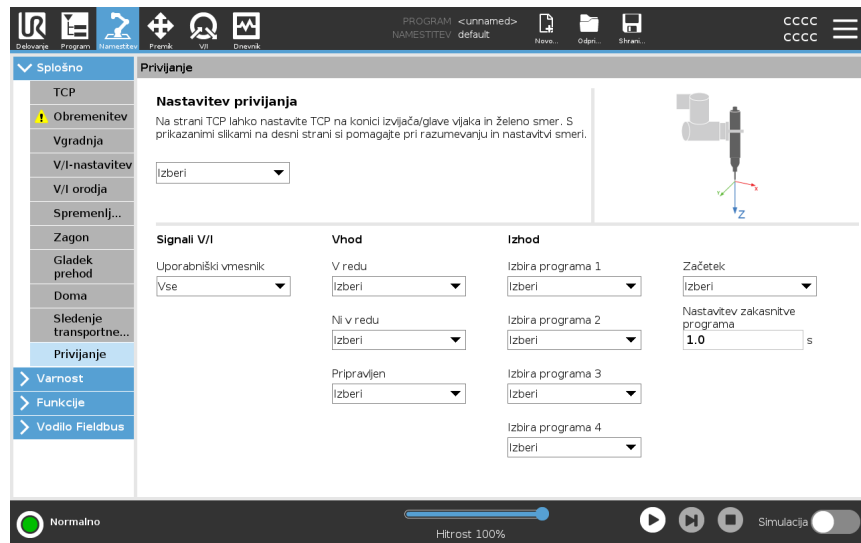 PROGRAM <unnamed>
NAMESTITEV default
Delovanje
Program
Namestitev
Premik
V/I
Dnevnik
Novo...
Odpri...
Shrani...
cccc
cccc
Splošno
Privijanje
TCP
Obremenitev
Vgradnja
V/I-nastavitev
V/I orodja
Spremenlj...
Zagon
Gladek
prehod
Doma
Sledenje
transportne...
Privijanje
Varnost
Funkcije
Vodilo Fieldbus
Nastavitev privijanja
Na strani TCP lahko nastavite TCP na konici izvijača/glave vijaka in želeno smer. S
prikazanimi slikami na desni strani si pomagajte pri razumevanju in nastavitvi smeri.
Izberi
Y
X
Z
Signali V/I
Vhod
Izhod
Uporabniški vmesnik
V redu
Izbira programa 1
Začetek
Vse
Izberi
Izberi
Izberi
Ni v redu
Izbira programa 2
Nastavitev zakasnitve
programa
Izberi
Izberi
1.0 s
Pripravljen
Izbira programa 3
Izberi
Izberi
Izbira programa 4
Izberi
Normalno
Hitrost 100%
Simulacija